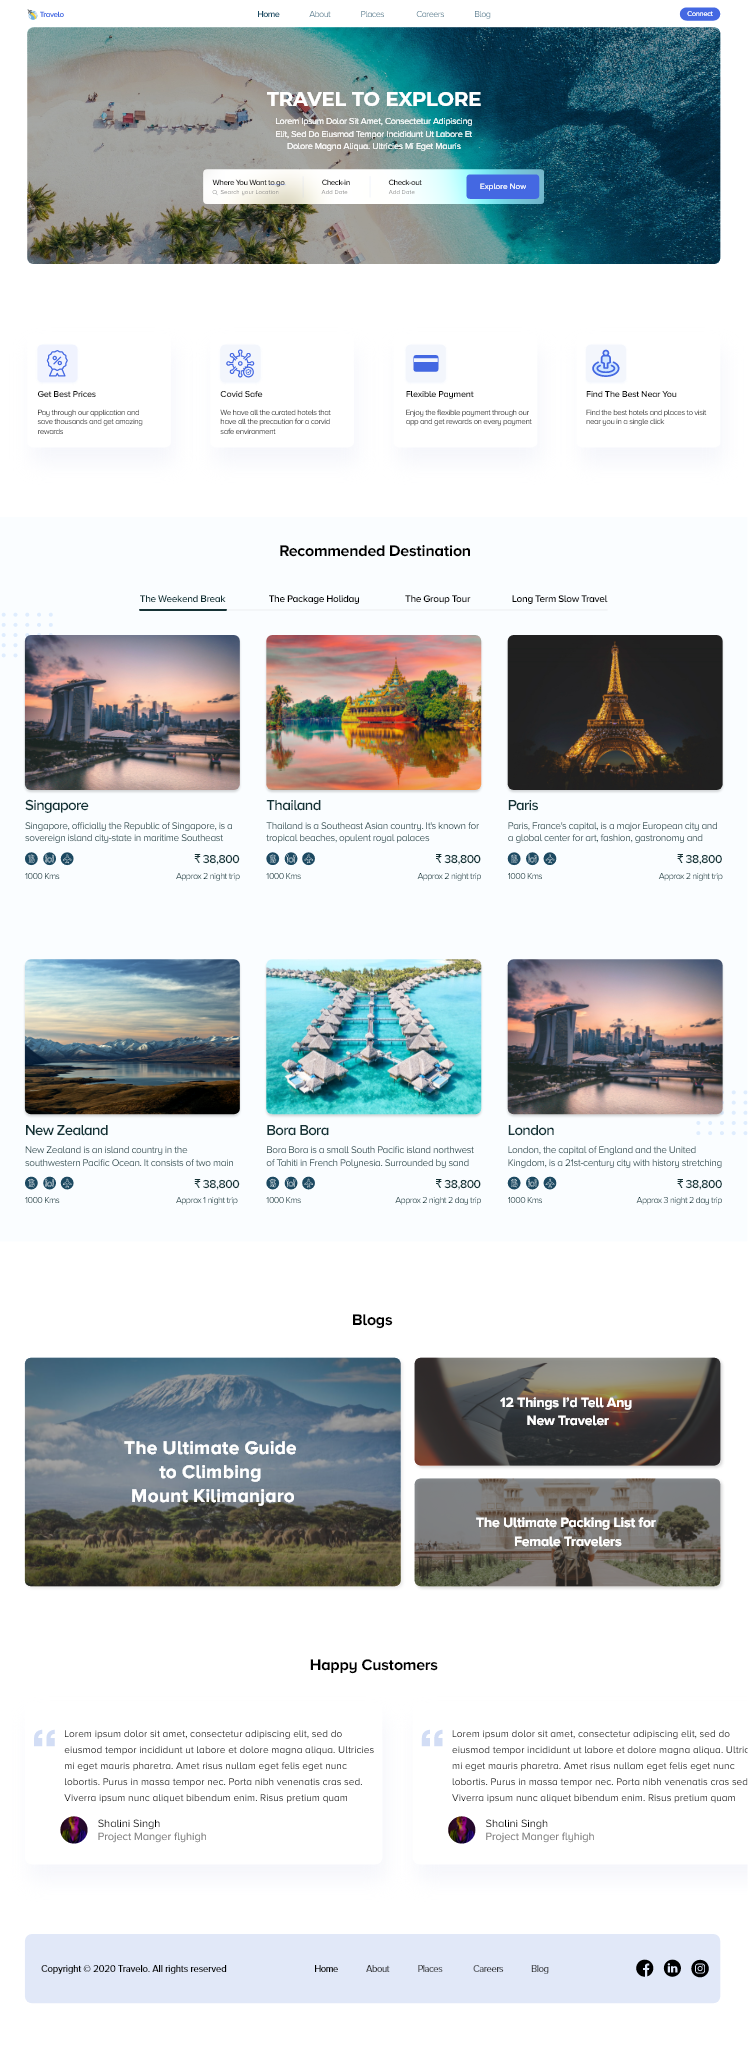 Travelo
Home About Places Careers Blog
Connect
TRAVEL TO EXPLORE
Lorem Ipsum Dolor Sit Amet, Consectetur Adipiscing
Elit, Sed Do Eiusmod Tempor Incididunt Ut Labore Et
Dolore Magna Aliqua. Ultricies Mi Eget Mauris
Where You Want to go Check-in Check-out
Search your Location Add Date Add Date
Explore Now
Get Best Prices
Pay through our application and
save thousands and get amazing
rewards
Covid Safe
We have all the curated hotels that
have all the precaution for a corvid
safe environment
Flexible Payment
Enjoy the flexible payment through our
app and get rewards on every payment
Find The Best Near You
Find the best hotels and places to visit
near you in a single click
Recommended Destination
The Weekend Break The Package Holiday The Group Tour Long Term Slow Travel
Singapore
Singapore, officially the Republic of Singapore, is a
sovereign island city-state in maritime Southeast
₹ 38,800
1000 Kms Approx 2 night trip
Thailand
Thailand is a Southeast Asian country. It's known for
tropical beaches, opulent royal palaces
₹ 38,800
1000 Kms Approx 2 night trip
Paris
Paris, France's capital, is a major European city and
a global center for art, fashion, gastronomy and
₹ 38,800
1000 Kms Approx 2 night trip
New Zealand
New Zealand is an island country in the
southwestern Pacific Ocean. It consists of two main
₹ 38,800
1000 Kms Approx 1 night trip
Bora Bora
Bora Bora is a small South Pacific island northwest
of Tahiti in French Polynesia. Surrounded by sand
₹ 38,800
1000 Kms Approx 2 night 2 day trip
London
London, the capital of England and the United
Kingdom, is a 21st-century city with history stretching
₹ 38,800
1000 Kms Approx 3 night 2 day trip
Blogs
The Ultimate Guide
to Climbing
Mount Kilimanjaro
12 Things I'd Tell Any
New Traveler
The Ultimate Packing List for
Female Travelers
Happy Customers
Lorem ipsum dolor sit amet, consectetur adipiscing elit, sed do
eiusmod tempor incididunt ut labore et dolore magna aliqua. Ultricies
mi eget mauris pharetra. Amet risus nullam eget felis eget nunc
lobortis. Purus in massa tempor nec. Porta nibh venenatis cras sed.
Viverra ipsum nunc aliquet bibendum enim. Risus pretium quam
Shalini Singh
Project Manger flyhigh
Lorem ipsum dolor sit amet, consectetur adipiscing elit, sed do
eiusmod tempor incididunt ut labore et dolore magna aliqua. Ultric
mi eget mauris pharetra. Amet risus nullam eget felis eget nunc
lobortis. Purus in massa tempor nec. Porta nibh venenatis cras sed
Viverra ipsum nunc aliquet bibendum enim. Risus pretium quam
Shalini Singh
Project Manger flyhigh
Copyright © 2020 Travelo. All rights reserved Home About Places Careers Blog